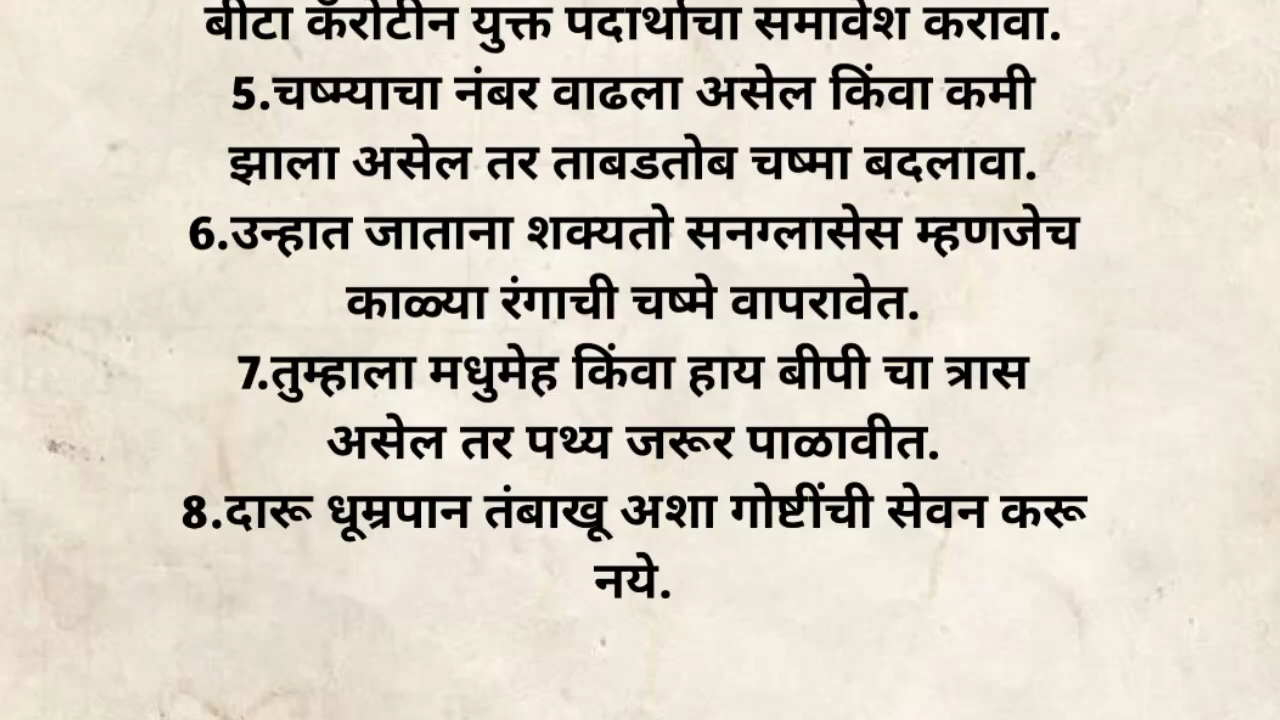 बीटा कॅरोटीन युक्त पदार्थाचा समावेश करावा.
5.चष्म्याचा नंबर वाढला असेल किंवा कमी
झाला असेल तर ताबडतोब चष्मा बदलावा.
6.उन्हात जाताना शक्यतो सनग्लासेस म्हणजेच
काळ्या रंगाची चष्मे वापरावेत.
7.तुम्हाला मधुमेह किंवा हाय बीपी चा त्रास
असेल तर पथ्य जरूर पाळावीत.
8.दारू धूम्रपान तंबाखू अशा गोष्टींची सेवन करू
नये.